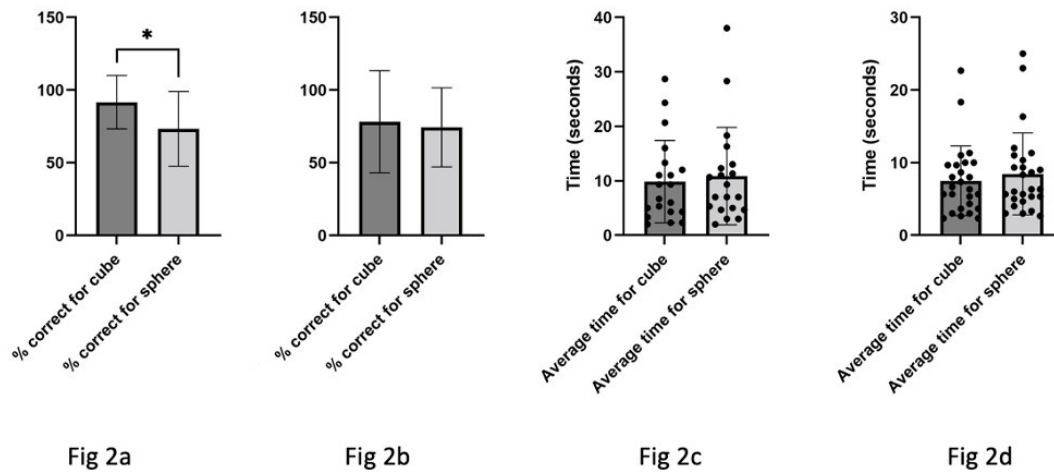 150
100
50
0
*
% correct for cube
% correct for sphere
Fig 2a
150
100
50
0
% correct for cube
% correct for sphere
Fig 2b
Time (seconds)
40
30
20
10
0
Average time for cube
Average time for sphere
Fig 2c
Time (seconds)
30
20
10
0
Average time for cube
Average time for sphere
Fig 2d